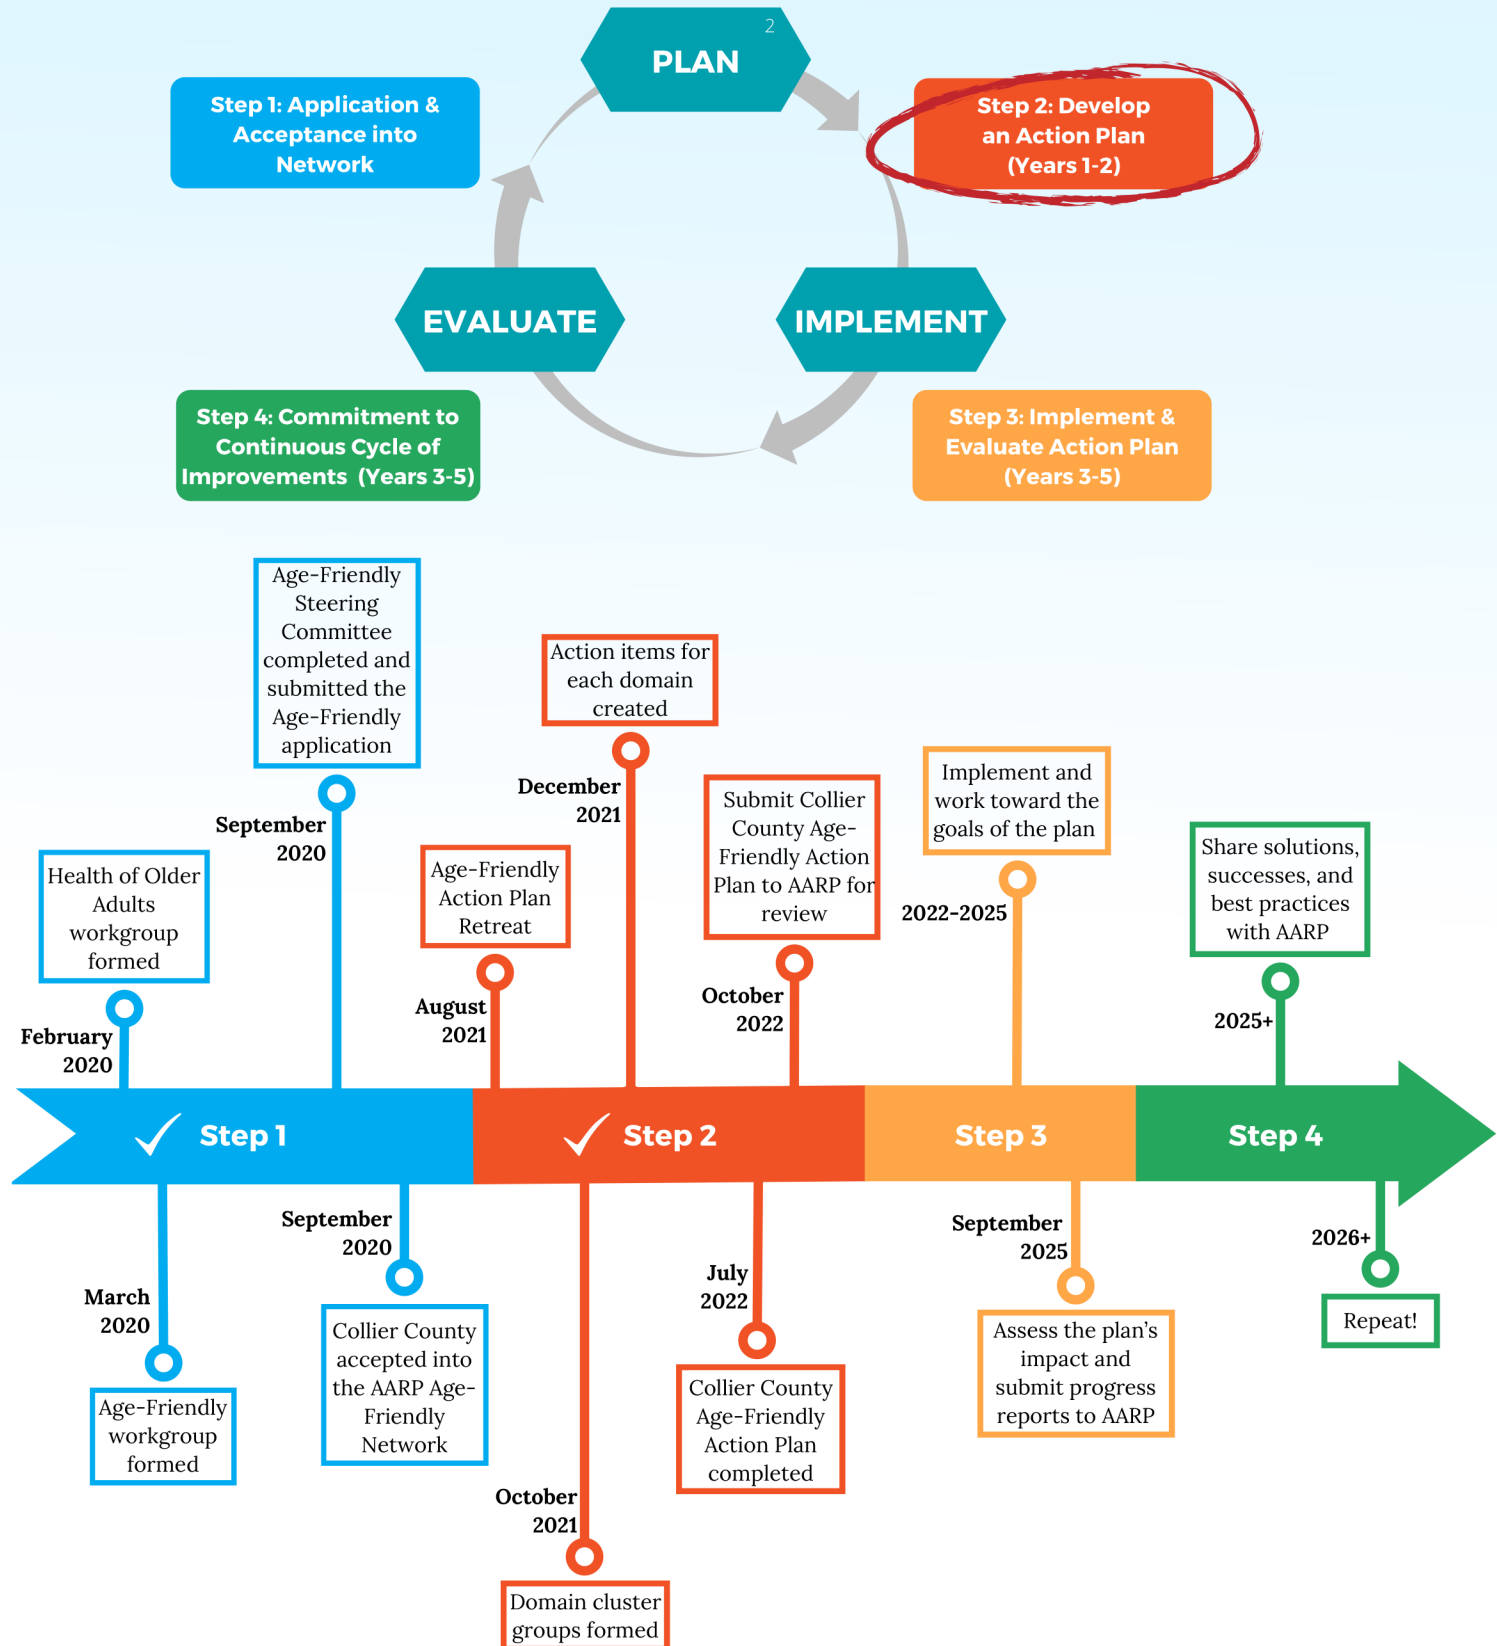 2
PLAN
Step 1: Application &
Acceptance into
Network
Step 2: Develop
an Action Plan
(Years 1-2)
EVALUATE
IMPLEMENT
Step 4: Commitment to
Continuous Cycle of
Improvements (Years 3-5)
Step 3: Implement &
Evaluate Action Plan
(Years 3-5)
Age-Friendly
Steering
Committee
completed and
submitted the
Age-Friendly
application
September
2020
Health of Older
Adults
workgroup
formed
February
2020
Action items for
each domain
created
December
2021
Age-Friendly
Action Plan
Retreat
August
2021
Submit Collier
County Age-
Friendly Action
Plan to AARP for
review
October
2022
Implement and
work toward the
goals of the plan
2022-2025
Share solutions,
successes, and
best practices
with AARP
2025+
Step 1
Step 2
Step 3
Step 4
March
2020
Age-Friendly
workgroup
formed
September
2020
Collier County
accepted into
the AARP Age-
Friendly
Network
October
2021
Domain cluster
groups formed
July
2022
Collier County
Age-Friendly
Action Plan
completed
September
2025
Assess the plan's
impact and
submit progress
reports to AARP
2026+
Repeat!